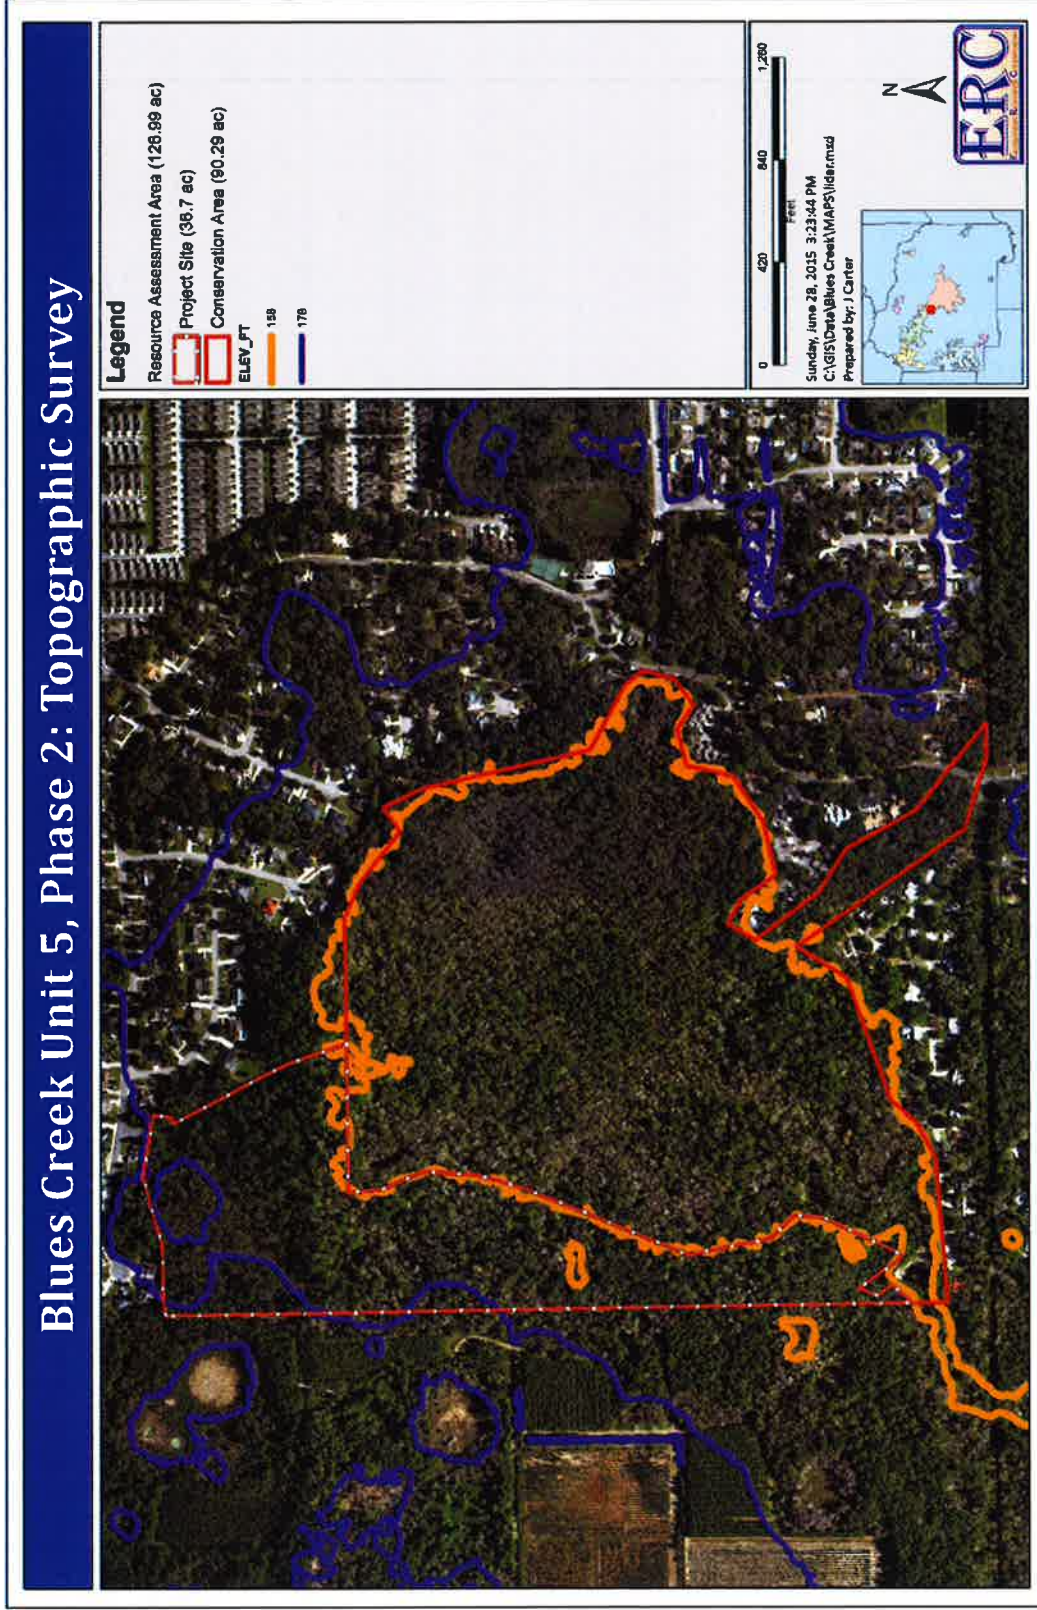 Blues Creek Unit 5, Phase 2: Topographic Survey
Legend
Resource Assessment Area (126.99 ac)
Project Site (36.7 ac)
Conservation Area (90.29 ac)
ELEV_FT
158
178
0 420 840 1,260
Feet
Sunday, June 28, 2015 3:23:44 PM
C:\GIS\Data\Blues Creek\MAPS\lidar.mxd
Prepared by: J Carter
N
ERC